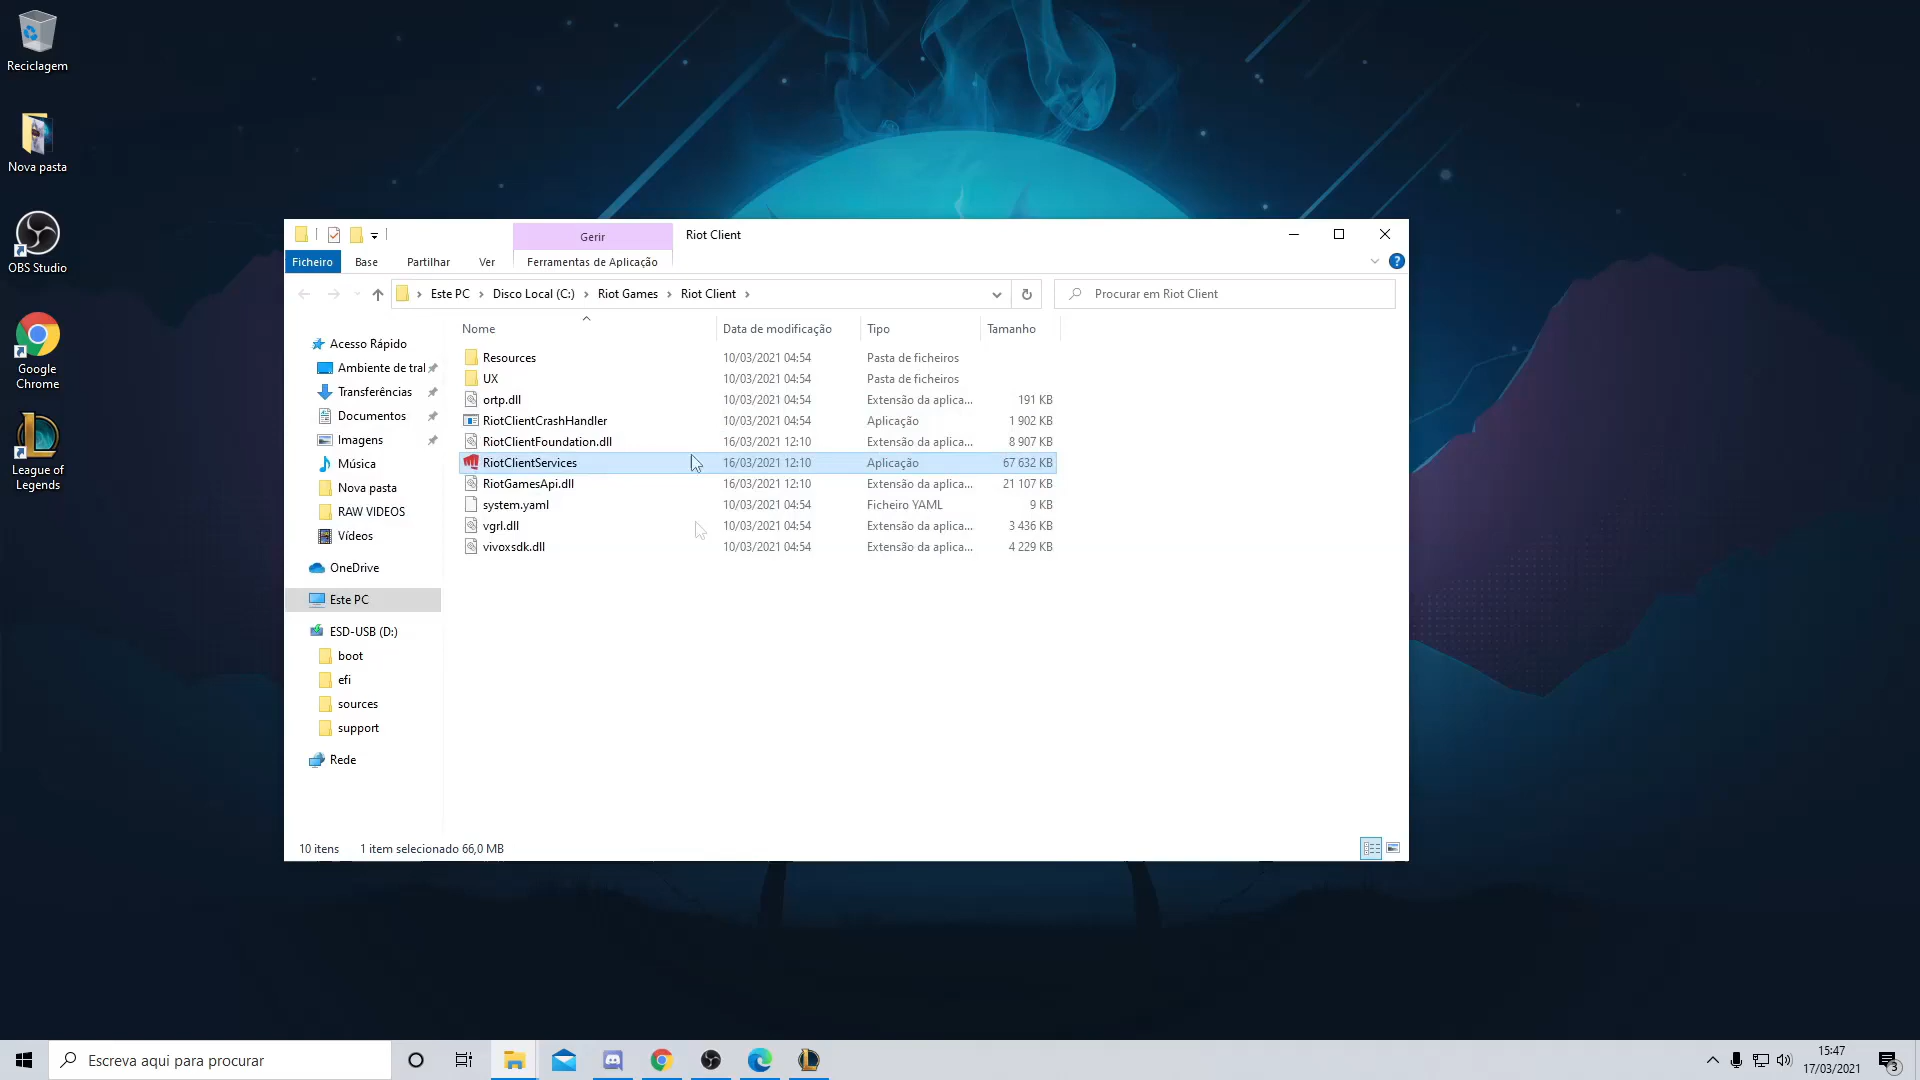 Reciclagem
Nova pasta
OBS Studio
Google
Chrome
League of
Legends
Gerir
Riot Client
Ficheiro
Base
Partilhar
Ver
Ferramentas de Aplicação
?
Este PC
Disco Local (C:)
Riot Games
Riot Client
Procurar em Riot Client
Acesso Rápido
Ambiente de tral
Transferências
Documentos
Imagens
Música
Nova pasta
RAW VIDEOS
Vídeos
OneDrive
Este PC
ESD-USB (D:)
boot
efi
sources
support
Rede
Nome Data de modificação Tipo Tamanho
Resources 10/03/2021 04:54 Pasta de ficheiros
UX 10/03/2021 04:54 Pasta de ficheiros
ortp.dll 10/03/2021 04:54 Extensão da aplica... 191 KB
RiotClientCrashHandler 10/03/2021 04:54 Aplicação 1 902 KB
RiotClientFoundation.dll 16/03/2021 12:10 Extensão da aplica... 8 907 KB
RiotClientServices 16/03/2021 12:10 Aplicação 67 632 KB
RiotGamesApi.dll 16/03/2021 12:10 Extensão da aplica... 21 107 KB
system.yaml 10/03/2021 04:54 Ficheiro YAML 9 KB
vgrl.dll 10/03/2021 04:54 Extensão da aplica... 3 436 KB
vivoxsdk.dll 10/03/2021 04:54 Extensão da aplica... 4 229 KB
10 itens 1 item selecionado 66,0 MB
Escreva aqui para procurar
15:47
17/03/2021
3